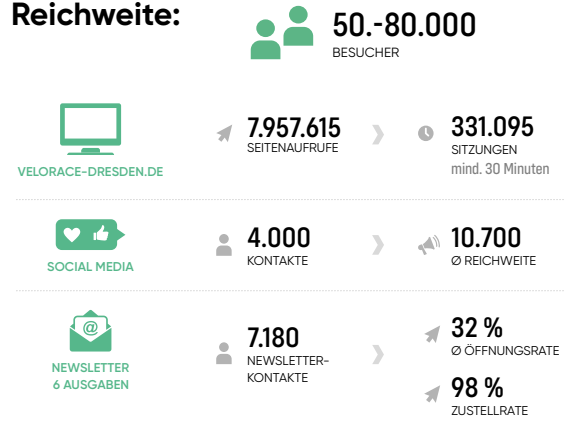 Reichweite:
50.-80.000
BESUCHER
VELORACE-DRESDEN.DE
7.957.615
SEITENAUFRUFE
331.095
SITZUNGEN
mind. 30 Minuten
SOCIAL MEDIA
4.000
KONTAKTE
10.700
Ø REICHWEITE
@
NEWSLETTER
6 AUSGABEN
7.180
NEWSLETTER-
KONTAKTE
32 %
Ø ÖFFNUNGSRATE
98 %
ZUSTELLRATE